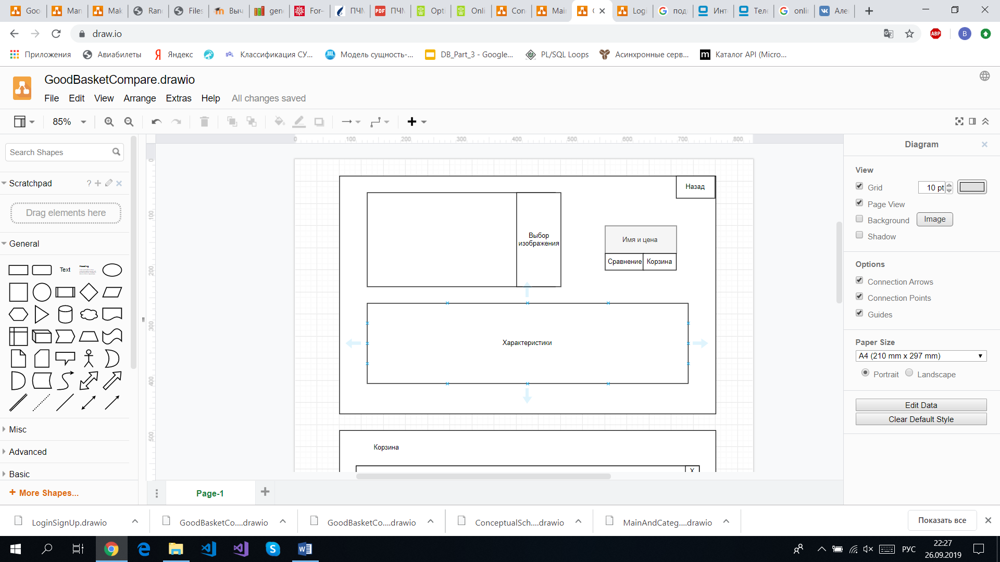 Goo
Man
Mak
Ran
Files
Выч
gene
For-
ПЧМ
ПЧМ
Opti
Onli
Con
Mai
Logi
под
Инт
Теле
onlin
Але
draw.io
Приложения
Авиабилеты
Яндекс
Классификация СУ...
Модель сущность-...
DB_Part_3 - Google...
PL/SQL Loops
Асинхронные серв...
Каталог API (Micro...
GoodBasketCompare.drawio
File Edit View Arrange Extras Help All changes saved
85%
Search Shapes
Scratchpad
?
Drag elements here
General
Text
Heading
Misc
Advanced
Basic
+ More Shapes...
0 100 200 300 400 500 600 700 800
0
100
200
300
400
500
Назад
Выбор
изображения
Имя и цена
Сравнение
Корзина
Характеристики
Корзина
X
Page-1
Diagram
View
Grid
10 pt
Page View
Background
Image
Shadow
Options
Connection Arrows
Connection Points
Guides
Paper Size
A4 (210 mm x 297 mm)
Portrait
Landscape
Edit Data
Clear Default Style
LoginSignUp.drawio
GoodBasketCo....drawio
GoodBasketCo....drawio
ConceptualSch....drawio
MainAndCateg....drawio
Показать все
РУС
22:27
26.09.2019